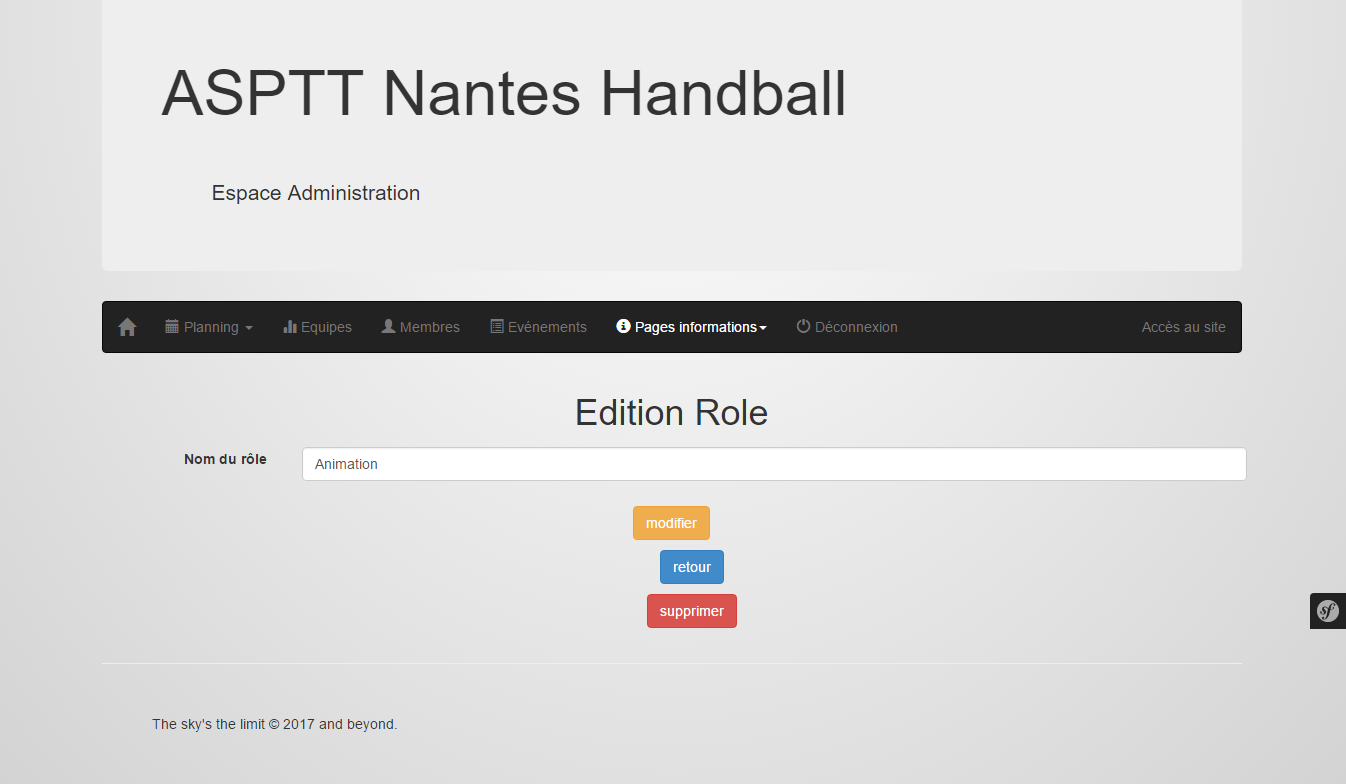 ASPTT Nantes Handball
Espace Administration
Planning Equipes Membres Evénements Pages informations Déconnexion Accès au site
Edition Role
Nom du rôle Animation
modifier
retour
supprimer
sf
The sky's the limit © 2017 and beyond.